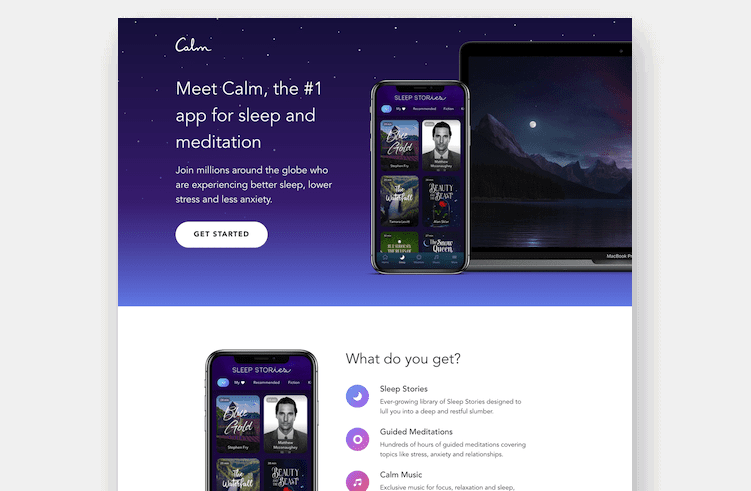 Calm
Meet Calm, the #1
app for sleep and
meditation
Join millions around the globe who
are experiencing better sleep, lower
stress and less anxiety.
GET STARTED
SLEEP STORies
All My Recommended Fiction
Blue
Gold
Stephen Fry
Matthew
Mcconaughey
The
Waterfall
BEAUTY
AND THE
BEAST
Alan Sklar
The Snow
Queen
MacBook Pro
What do you get?
Sleep Stories
Ever-growing library of Sleep Stories designed to
lull you into a deep and restful slumber.
Guided Meditations
Hundreds of hours of guided meditations covering
topics like stress, anxiety and relationships.
Calm Music
Exclusive music for focus, relaxation and sleep,
SLEEP STORies
My Recommended Fiction
Blue
Gold
Stephen Fry
Matthew
Mcconaughey
The
BEAUTY
AND THE